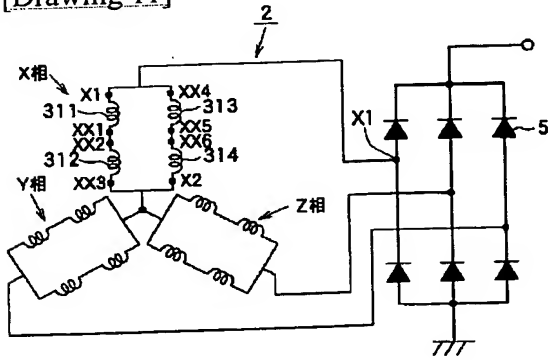 [Drawing 11]
2
X相
X1
XX4
311
313
XX1
XX5
XX2
XX6
312
314
XX3
X2
Y相
Z相
X1
5